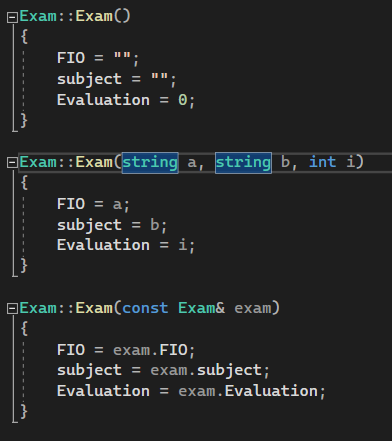 Exam::Exam()
{
    FIO = "";
    subject = "";
    Evaluation = 0;
}
Exam::Exam(string a, string b, int i)
{
    FIO = a;
    subject = b;
    Evaluation = i;
}
Exam::Exam(const Exam& exam)
{
    FIO = exam.FIO;
    subject = exam.subject;
    Evaluation = exam.Evaluation;
}